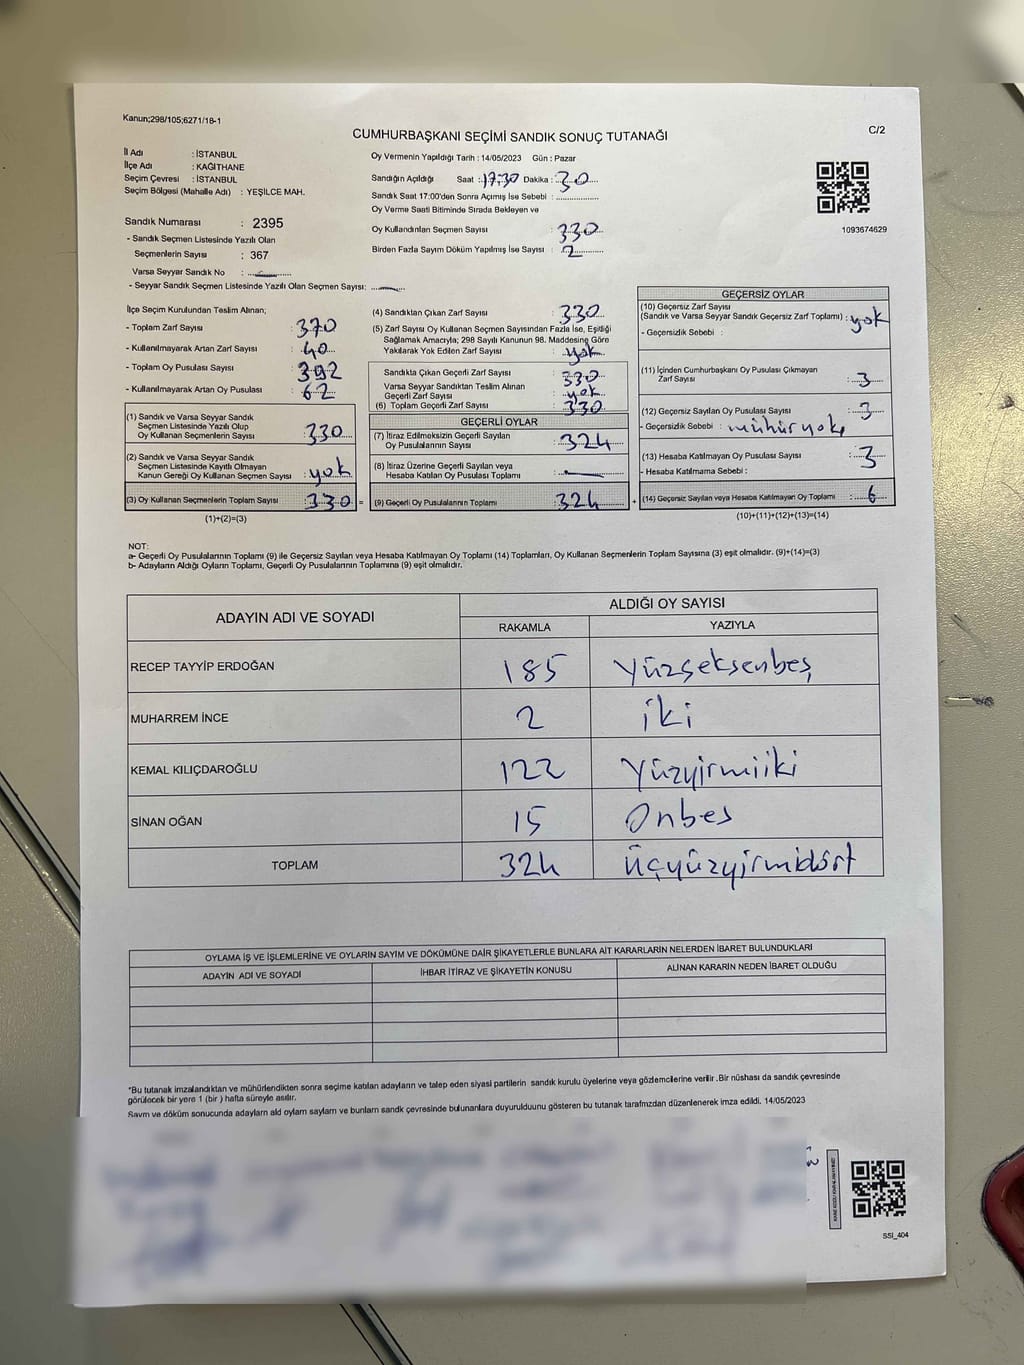 Kanun;298/105;6271/18-1
CUMHURBAŞKANI SEÇİMİ SANDIK SONUÇ TUTANAĞI
C/2
İl Adı : İSTANBUL
İlçe Adı : KAĞITHANE
Seçim Çevresi : İSTANBUL
Seçim Bölgesi (Mahalle Adı) : YEŞİLCE MAH.
Sandık Numarası : 2395
- Sandık Seçmen Listesinde Yazılı Olan
Seçmenlerin Sayısı : 367
Varsa Seyyar Sandık No :
- Seyyar Sandık Seçmen Listesinde Yazılı Olan Seçmen Sayısı:
Oy Vermenin Yapıldığı Tarih : 14/05/2023 Gün : Pazar
Sandığın Açıldığı Saat : 17:30 Dakika : 30
Sandık Saat 17:00'den Sonra Açmış İse Sebebi :
Oy Verme Saati Bitiminde Sırada Bekleyen ve
Oy Kullandırılan Seçmen Sayısı : 330
Birden Fazla Sayım Döküm Yapılmış İse Sayısı : 2
1093674629
İlçe Seçim Kurulundan Teslim Alınan;
- Toplam Zarf Sayısı : 370
- Kullanılmayarak Artan Zarf Sayısı : 40
- Toplam Oy Pusulası Sayısı : 392
- Kullanılmayarak Artan Oy Pusulası : 62
(1) Sandık ve Varsa Seyyar Sandık
Seçmen Listesinde Yazılı Olup
Oy Kullanan Seçmenlerin Sayısı : 330
(2) Sandık ve Varsa Seyyar Sandık
Seçmen Listesinde Kayıtlı Olmayan
Kanun Gereği Oy Kullanan Seçmen Sayısı : yok
(3) Oy Kullanan Seçmenlerin Toplam Sayısı : 330 =
(1)+(2)=(3)
(4) Sandıktan Çıkan Zarf Sayısı : 330
(5) Zarf Sayısı Oy Kullanan Seçmen Sayısından Fazla İse, Eşitliği
Sağlamak Amacıyla; 298 Sayılı Kanunun 98. Maddesine Göre
Yakılarak Yok Edilen Zarf Sayısı : yok
Sandıkta Çıkan Geçerli Zarf Sayısı : 330
Varsa Seyyar Sandıktan Teslim Alınan
Geçerli Zarf Sayısı : yok
(6) Toplam Geçerli Zarf Sayısı : 330
GEÇERLİ OYLAR
(7) İtiraz Edilmeksizin Geçerli Sayılan
Oy Pusulalarının Sayısı : 324
(8) İtiraz Üzerine Geçerli Sayılan veya
Hesaba Katılan Oy Pusulası Toplamı :
(9) Geçerli Oy Pusulalarının Toplamı : 324 +
GEÇERSİZ OYLAR
(10) Geçersiz Zarf Sayısı
(Sandık ve Varsa Seyyar Sandık Geçersiz Zarf Toplamı) : yok
- Geçersizlik Sebebi :
(11) İçinden Cumhurbaşkanı Oy Pusulası Çıkmayan
Zarf Sayısı : 3
(12) Geçersiz Sayılan Oy Pusulası Sayısı : 3
- Geçersizlik Sebebi : mühür yok,
(13) Hesaba Katılmayan Oy Pusulası Sayısı : 3
- Hesaba Katılmama Sebebi :
(14) Geçersiz Sayılan veya Hesaba Katılmayan Oy Toplamı : 6
(10)+(11)+(12)+(13)=(14)
NOT:
a- Geçerli Oy Pusulalarının Toplamı (9) ile Geçersiz Sayılan veya Hesaba Katılmayan Oy Toplamı (14) Toplamları, Oy Kullanan Seçmenlerin Toplam Sayısına (3) eşit olmalıdır. (9)+(14)=(3)
b- Adayların Aldığı Oyların Toplamı, Geçerli Oy Pusulalarının Toplamına (9) eşit olmalıdır.
ADAYIN ADI VE SOYADI
ALDIĞI OY SAYISI
RAKAMLA YAZIYLA
RECEP TAYYİP ERDOĞAN 185 Yüzseksenbeş
MUHARREM İNCE 2 iki
KEMAL KILIÇDAROĞLU 122 Yüzyirmiiki
SİNAN OĞAN 15 Onbes
TOPLAM 324 Üçyüzyirmidört
OYLAMA İŞ VE İŞLEMLERİNE VE OYLARIN SAYIM VE DÖKÜMÜNE DAİR ŞİKAYETLERLE BUNLARA AİT KARARLARIN NELERDEN İBARET BULUNDUKLARI
ADAYIN ADI VE SOYADI İHBAR İTİRAZ VE ŞİKAYETİN KONUSU ALINAN KARARIN NEDEN İBARET OLDUĞU
*Bu tutanak imzalandıktan ve mühürlendikten sonra seçime katılan adayların ve talep eden siyasi partilerin sandık kurulu üyelerine veya gözlemcilerine verilir .Bir nüshası da sandık çevresinde
görülecek bir yere 1 (bir ) hafta süreyle asılır.
Sayım ve döküm sonucunda adayların ald oyların sayların ve bunların sandk çevresinde bulunanlara duyurulduunu gösteren bu tutanak tarafmzdan düzenlenerek imza edildi. 14/05/2023
SSI_404